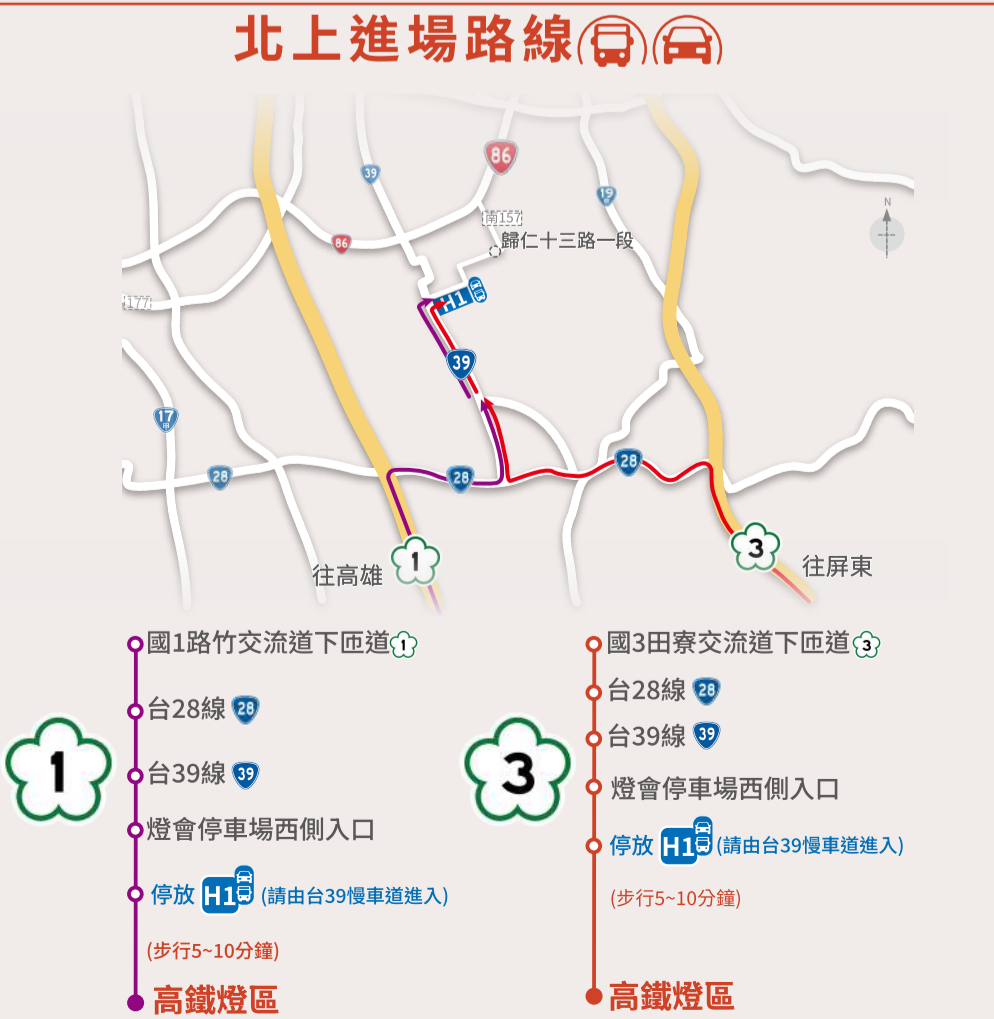 北上進場路線
86
39
19
南157
N
歸仁十三路一段
86
H1
177
39
17
甲
28
28
28
1
3
往高雄
往屏東
國1路竹交流道下匝道 1
台28線 28
1
台39線 39
燈會停車場西側入口
停放 H1 (請由台39慢車道進入)
(步行5~10分鐘)
高鐵燈區
國3田寮交流道下匝道 3
台28線 28
台39線 39
3
燈會停車場西側入口
停放 H1 (請由台39慢車道進入)
(步行5~10分鐘)
高鐵燈區